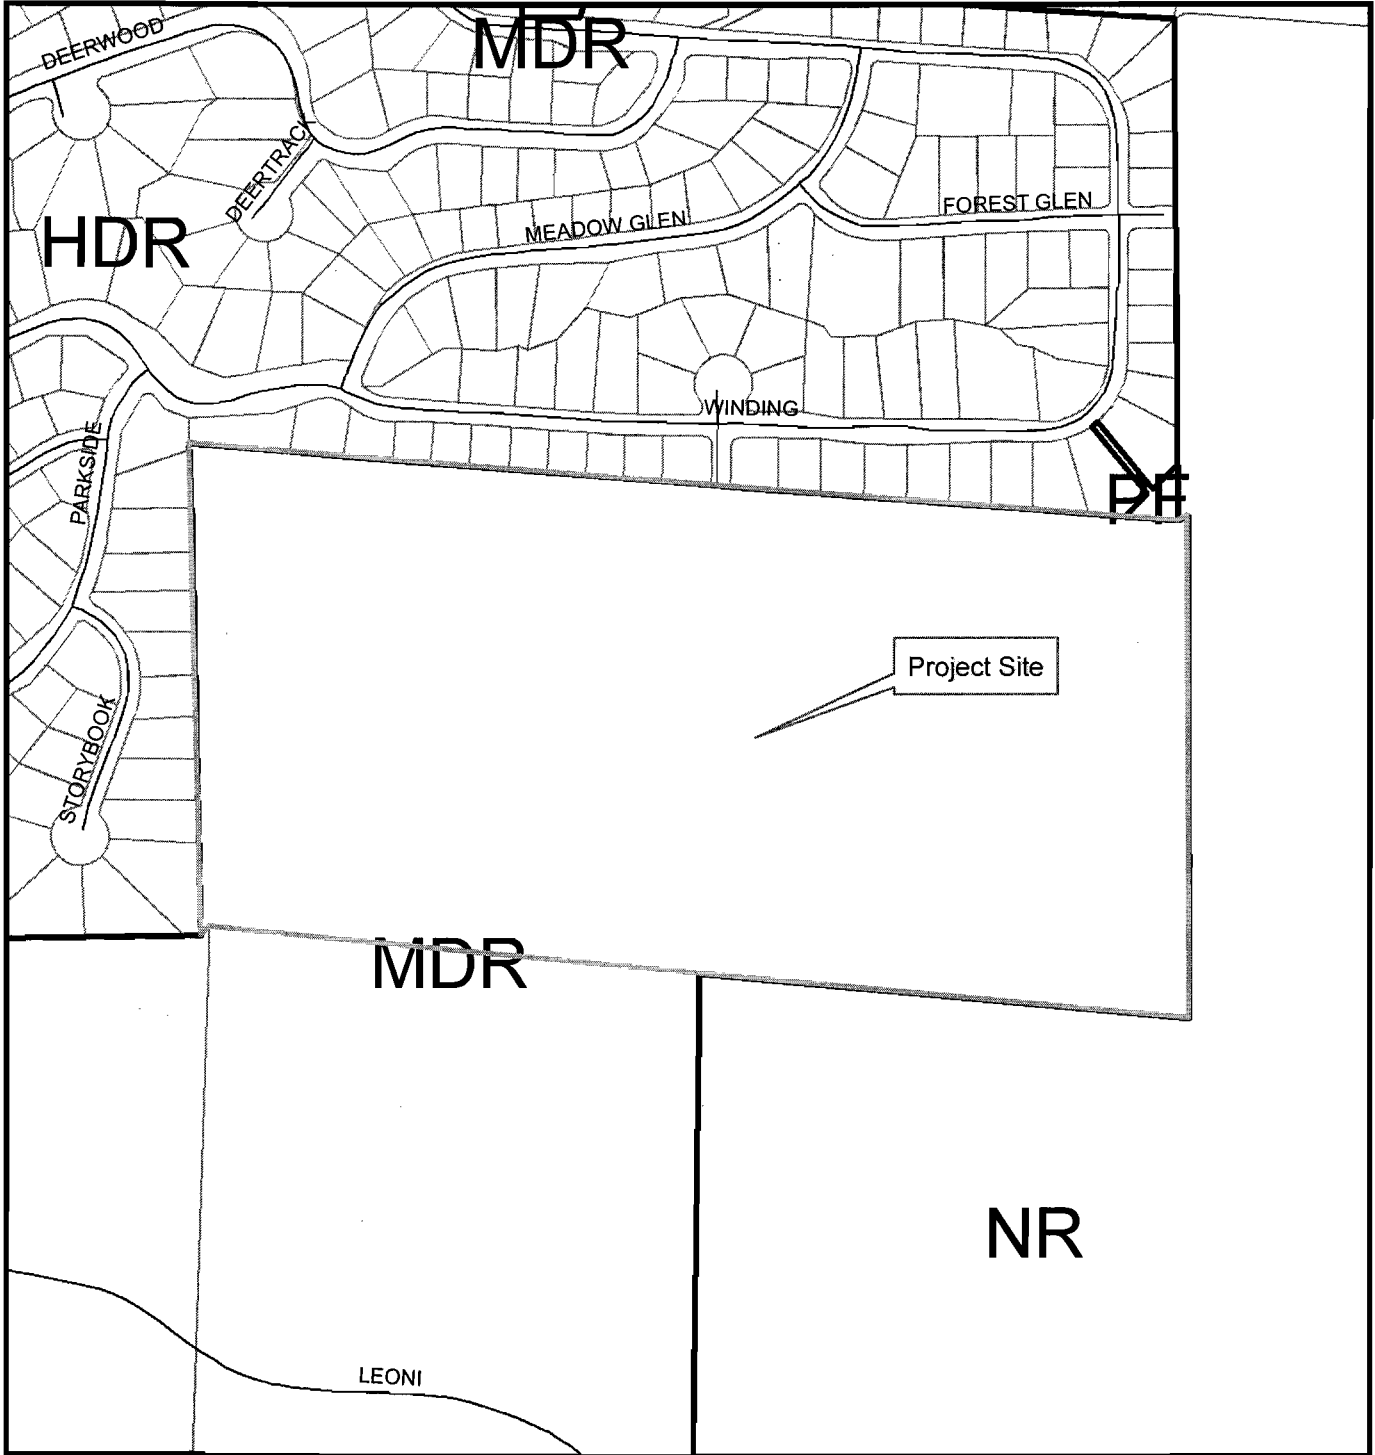 MDR
DEERWOOD
DEERTRACK
FOREST GLEN
MEADOW GLEN
HDR
WINDING
PARKSIDE
PF
Project Site
STORYBOOK
MDR
NR
LEONI